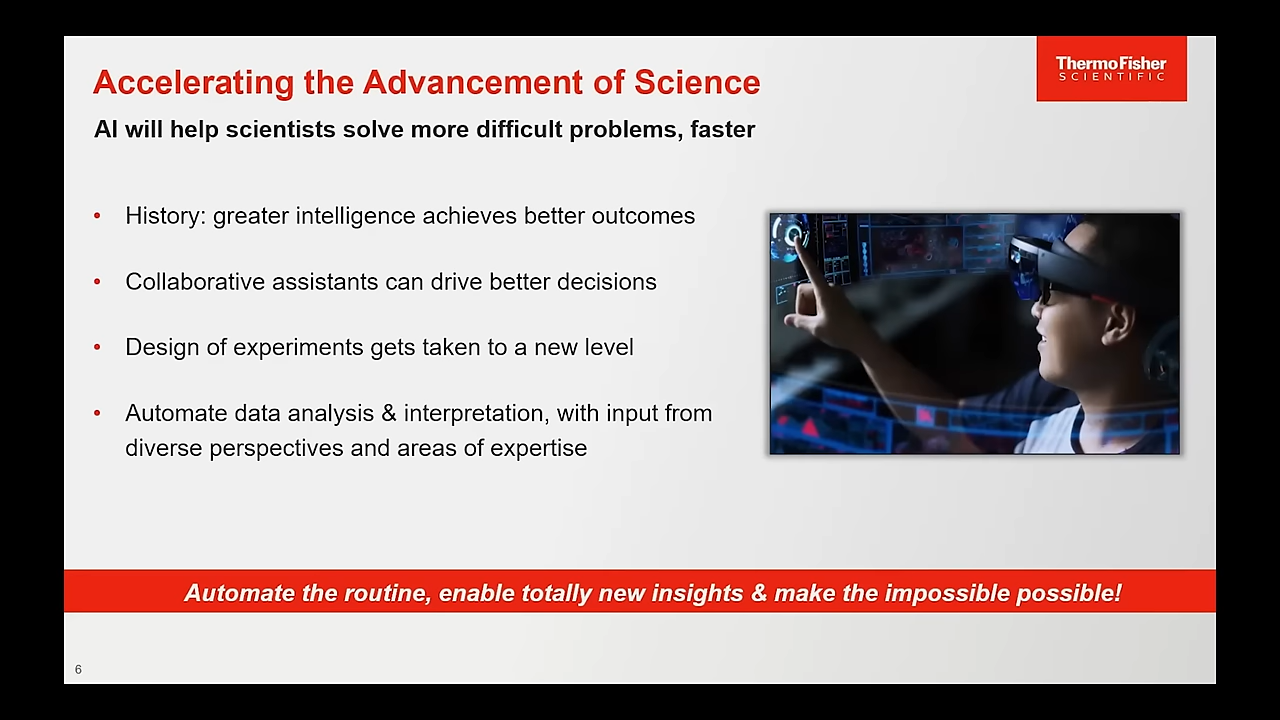 Accelerating the Advancement of Science
ThermoFisher
SCIENTIFIC
AI will help scientists solve more difficult problems, faster
• History: greater intelligence achieves better outcomes
• Collaborative assistants can drive better decisions
• Design of experiments gets taken to a new level
• Automate data analysis & interpretation, with input from
diverse perspectives and areas of expertise
Automate the routine, enable totally new insights & make the impossible possible!
6